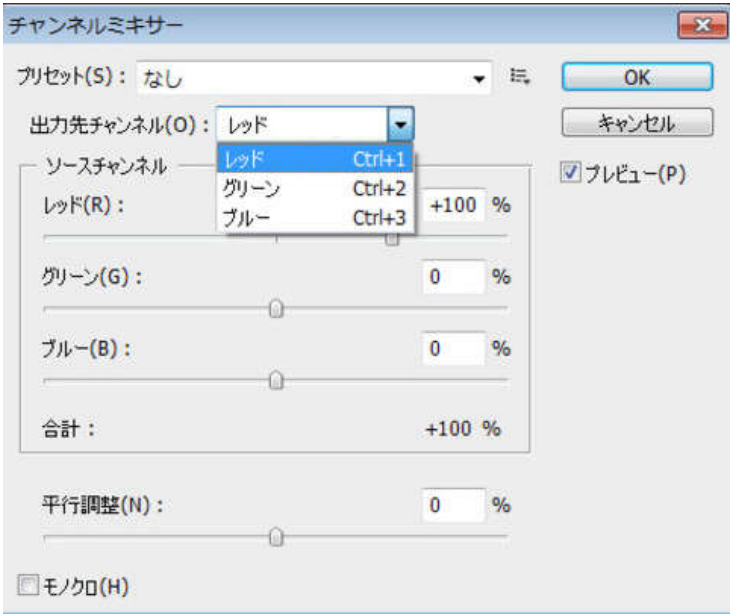 チャンネルミキサー
プリセット(S): なし
OK
出力先チャンネル(O): レッド
キャンセル
レッド Ctrl+1
グリーン Ctrl+2
ブルー Ctrl+3
プレビュー(P)
ソースチャンネル
レッド(R): +100 %
グリーン(G): 0 %
ブルー(B): 0 %
合計: +100 %
平行調整(N): 0 %
モノクロ(H)